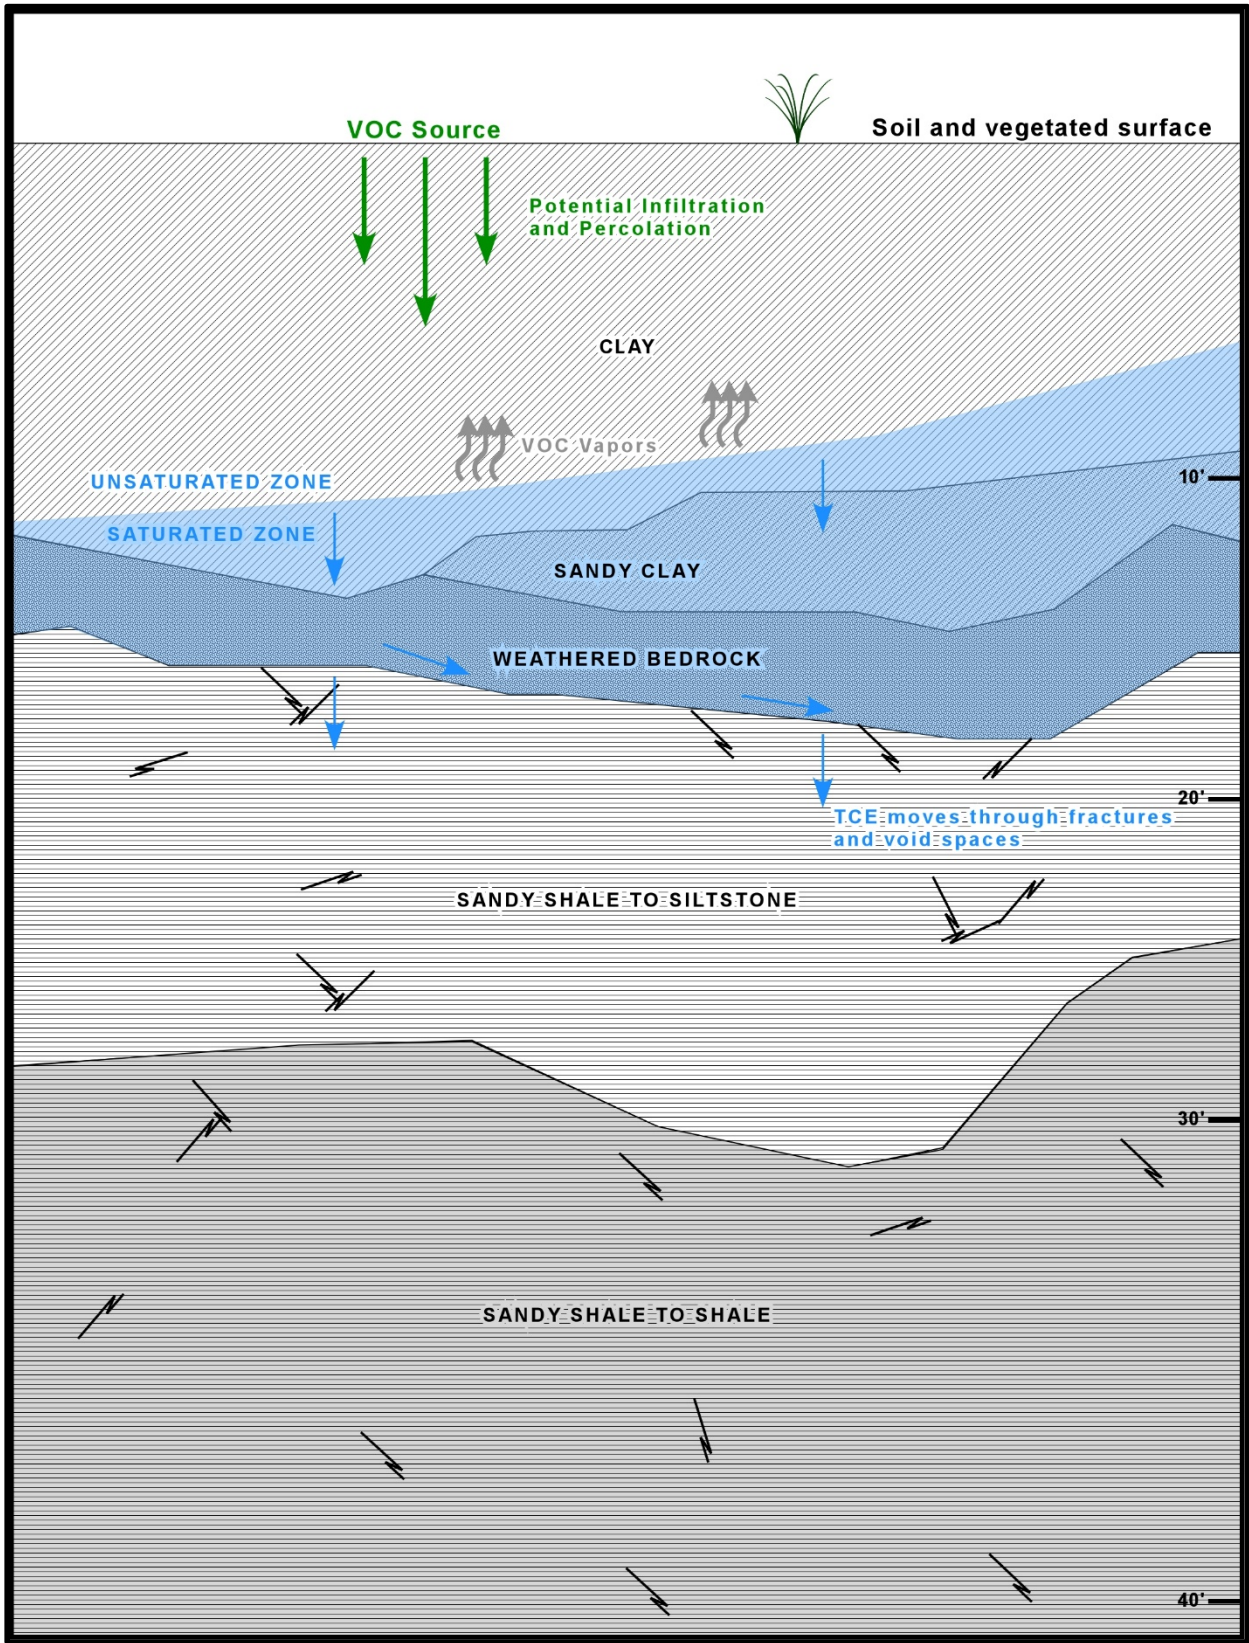 VOC Source
Soil and vegetated surface
Potential Infiltration
and Percolation
CLAY
VOC Vapors
UNSATURATED ZONE
10'
SATURATED ZONE
SANDY CLAY
WEATHERED BEDROCK
20'
TCE moves through fractures
and void spaces
SANDY SHALE TO SILTSTONE
30'
SANDY SHALE TO SHALE
40'